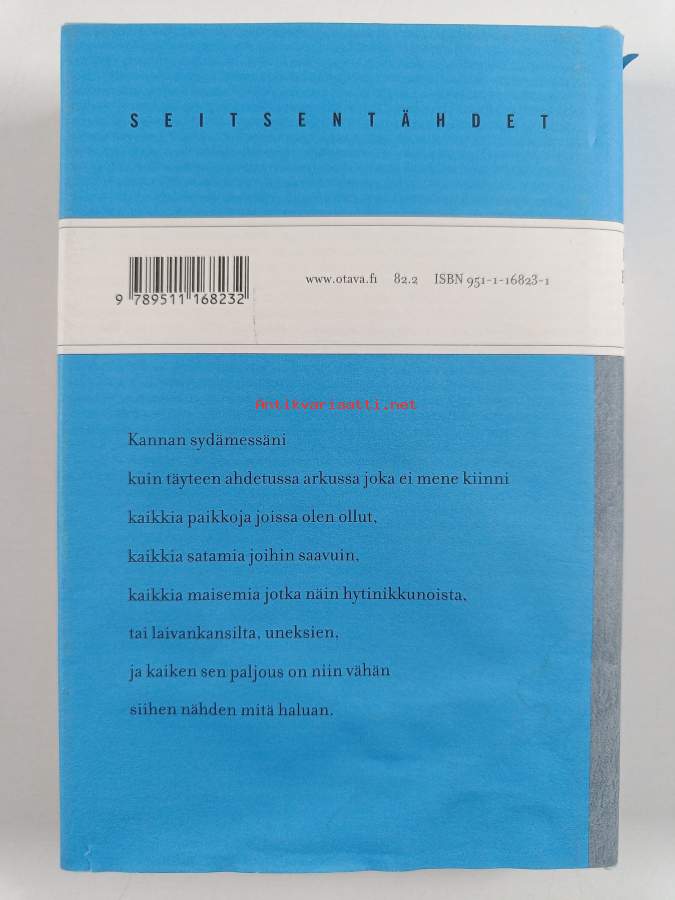 SEITSENTÄHDET
www.otava.fi 82.2 ISBN 951-1-16823-1
9 789511 168232
Antikvariaatti.net
Kannan sydämessäni
kuin täyteen ahdetussa arkussa joka ei mene kiinni
kaikkia paikkoja joissa olen ollut,
kaikkia satamia joihin saavuin,
kaikkia maisemia jotka näin hytinikkunoista,
tai laivankansilta, uneksien,
ja kaiken sen paljous on niin vähän
siihen nähden mitä haluan.